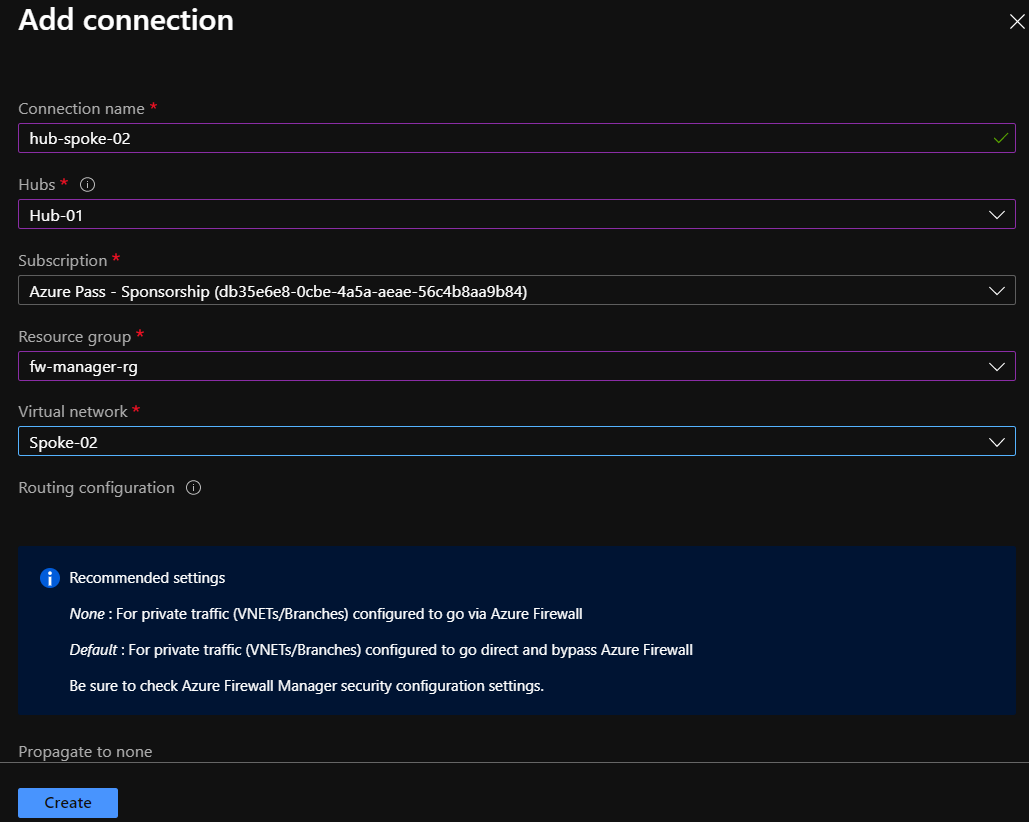 Add connection
Connection name *
hub-spoke-02
Hubs *
Hub-01
Subscription *
Azure Pass - Sponsorship (db35e6e8-0cbe-4a5a-aeae-56c4b8aa9b84)
Resource group *
fw-manager-rg
Virtual network *
Spoke-02
Routing configuration
Recommended settings
None : For private traffic (VNETs/Branches) configured to go via Azure Firewall
Default : For private traffic (VNETs/Branches) configured to go direct and bypass Azure Firewall
Be sure to check Azure Firewall Manager security configuration settings.
Propagate to none
Create